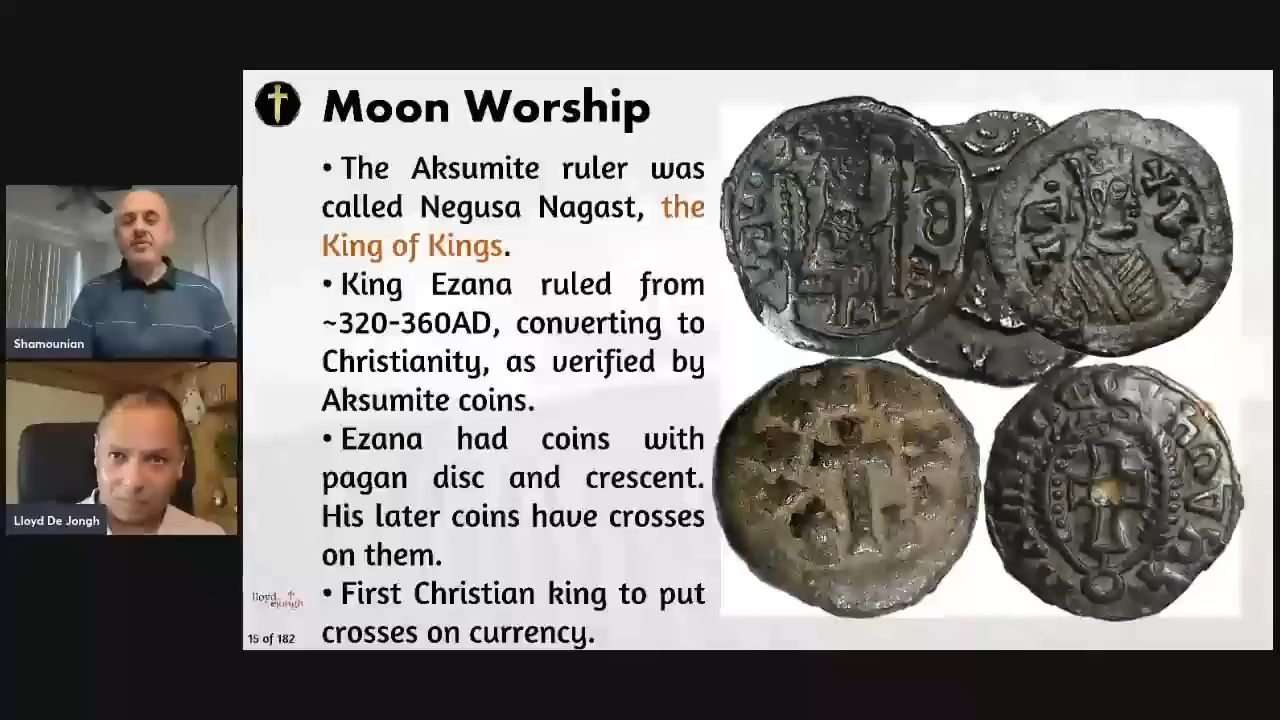 Moon Worship
• The Aksumite ruler was
called Negusa Nagast, the
King of Kings.
• King Ezana ruled from
~320-360AD, converting to
Christianity, as verified by
Aksumite coins.
• Ezana had coins with
pagan disc and crescent.
His later coins have crosses
on them.
• First Christian king to put
crosses on currency.
lloyd
dejongh
15 of 182
Shamounian
Lloyd De Jongh